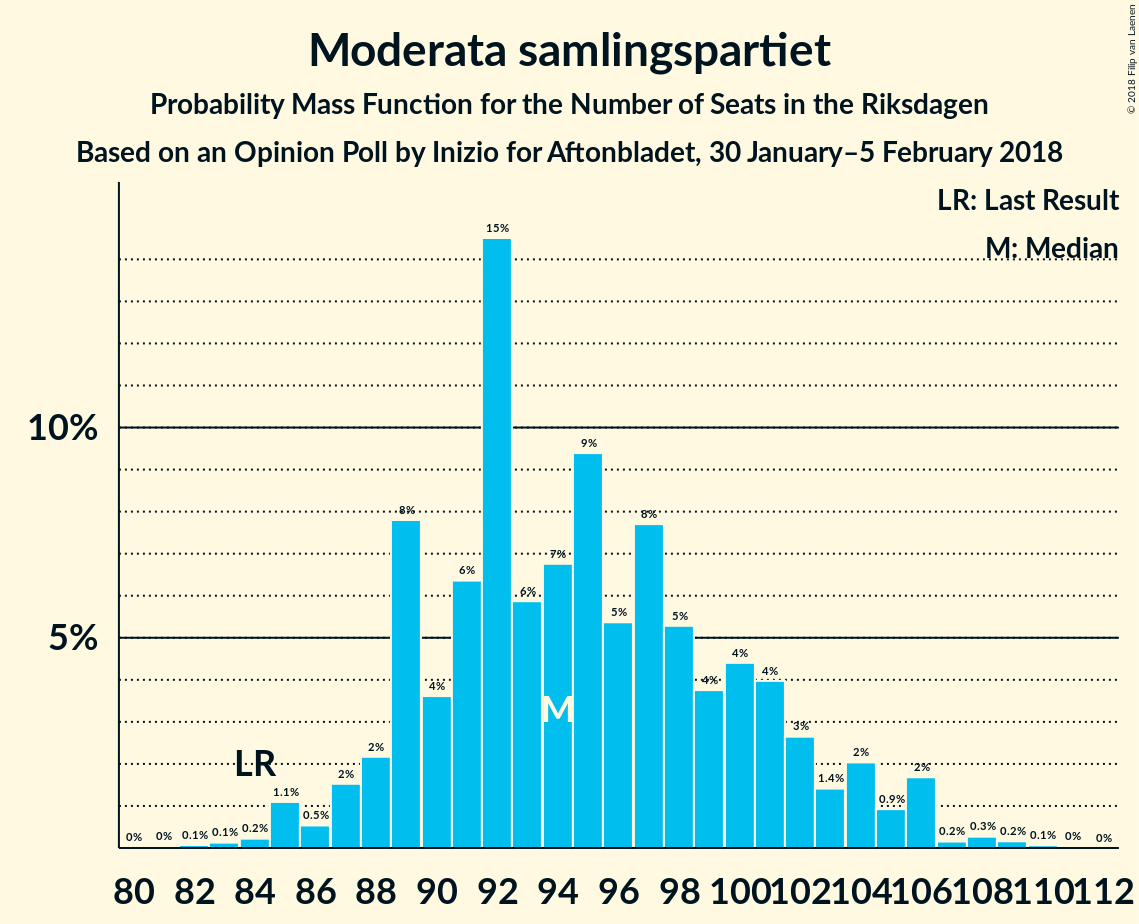 Moderata samlingspartiet
Probability Mass Function for the Number of Seats in the Riksdagen
Based on an Opinion Poll by Inizio for Aftonbladet, 30 January–5 February 2018
© 2018 Filip van Laenen
LR: Last Result
M: Median
10%
5%
0% 0% 0.1% 0.1% 0.2% 1.1% 0.5% 2% 2% 8% 4% 6% 15% 6% 7% 9% 5% 8% 5% 4% 4% 4% 3% 1.4% 2% 0.9% 2% 0.2% 0.3% 0.2% 0.1% 0% 0%
LR
M
80 82 84 86 88 90 92 94 96 98 100 102 104 106 108 110 112